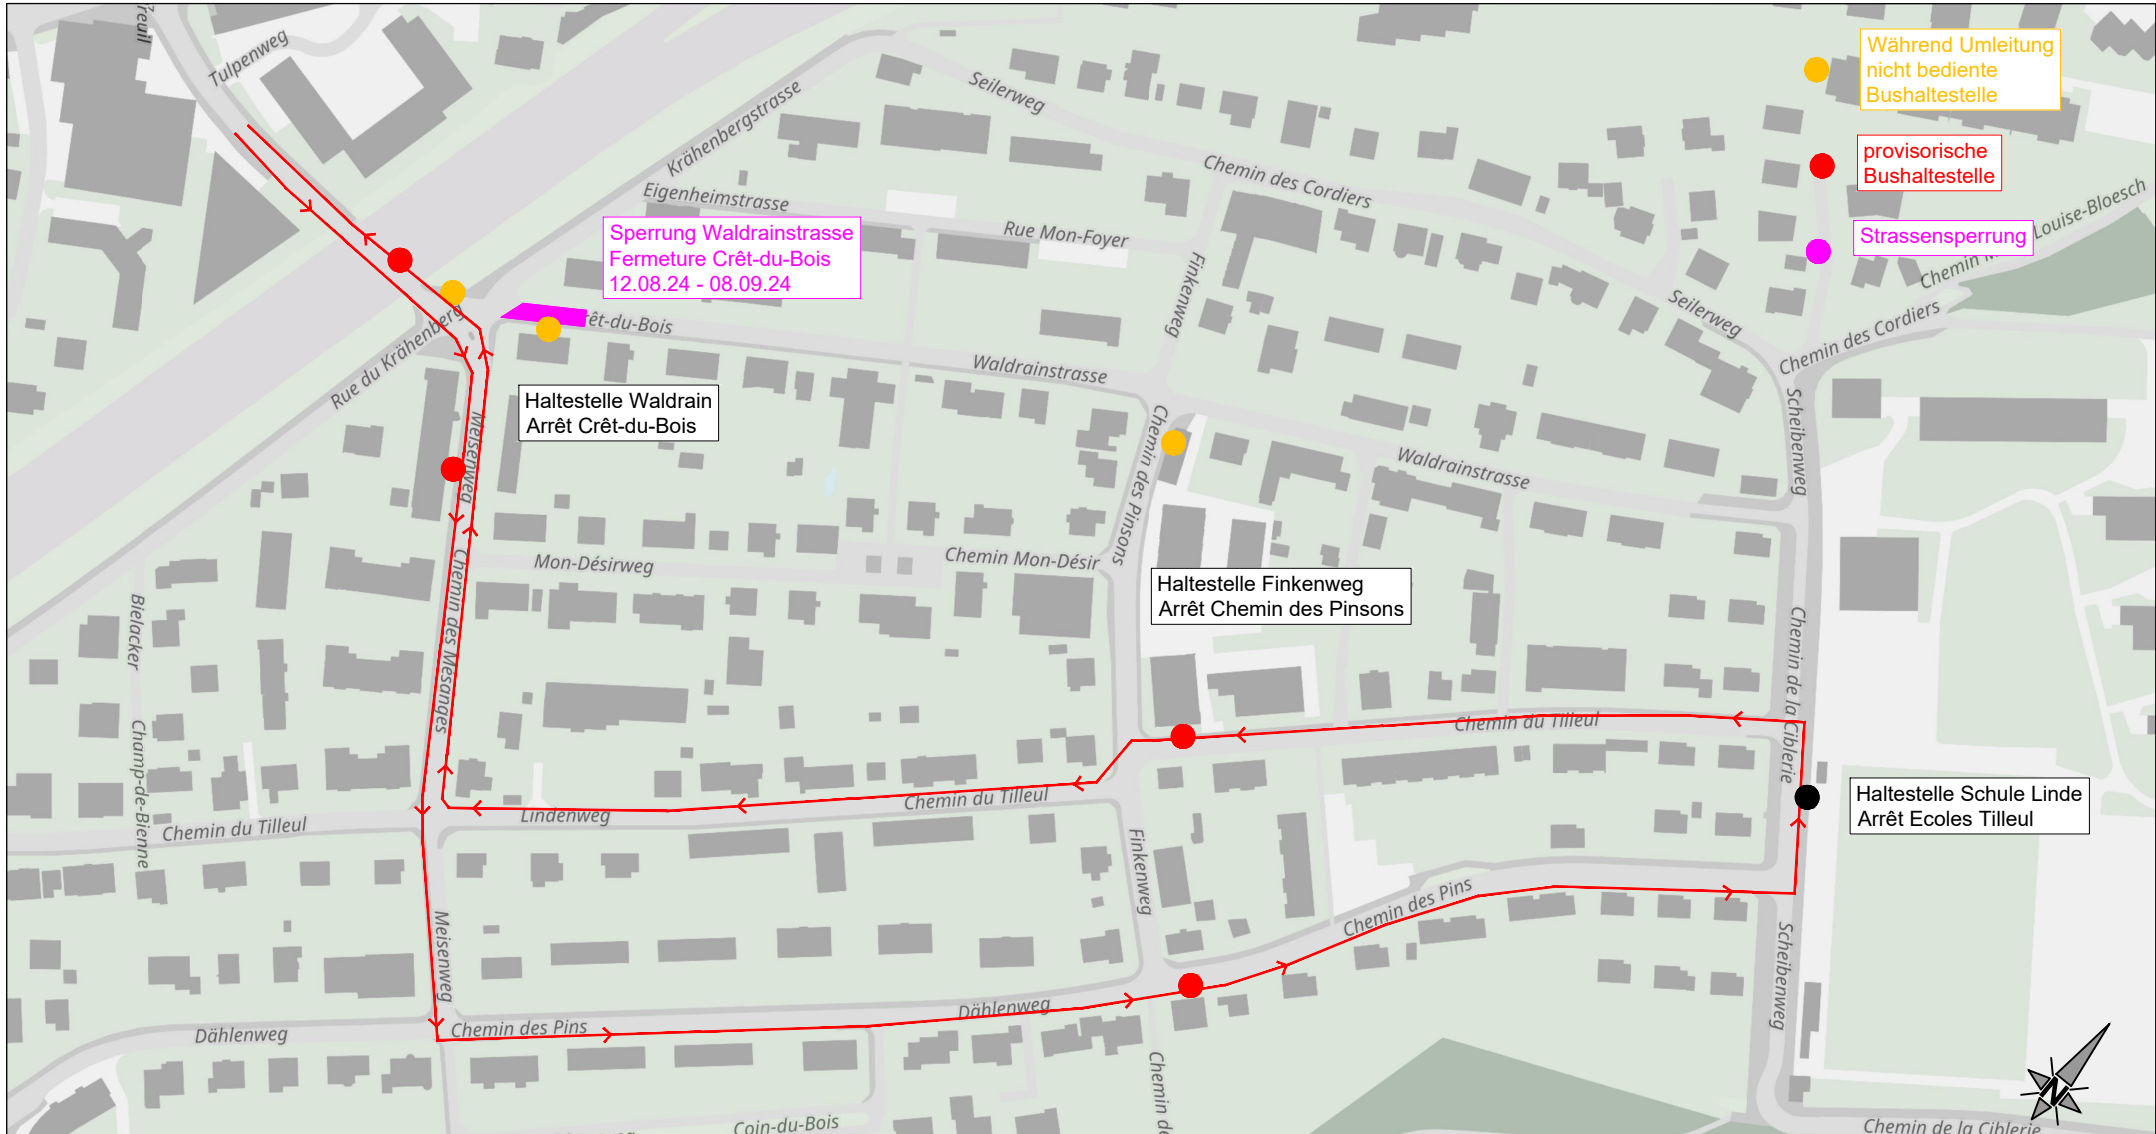 reuil
Tulpenweg
Krähenbergstrasse
Seilerweg
Während Umleitung
nicht bediente
Bushaltestelle
provisorische
Bushaltestelle
Strassensperrung
Louise-Bloesch
Chemin M
Chemin des Cordiers
Eigenheimstrasse
Rue Mon-Foyer
Chemin des Cordiers
Seilerweg
Sperrung Waldrainstrasse
Fermeture Crêt-du-Bois
12.08.24 - 08.09.24
rêt-du-Bois
Finkenweg
Rue du Krähenberg
Waldrainstrasse
Haltestelle Waldrain
Arrêt Crêt-du-Bois
Meisenweg
Chemin des Pinsons
Waldrainstrasse
Scheibenweg
Mon-Désirweg
Chemin Mon-Désir
Haltestelle Finkenweg
Arrêt Chemin des Pinsons
Bielacker
Chemin des Mésanges
Chemin de la Ciblerie
Champ-de-Bienne
Chemin du Tilleul
Chemin du Tilleul
Lindenweg
Chemin du Tilleul
Haltestelle Schule Linde
Arrêt Ecoles Tilleul
Finkenweg
Chemin des Pins
Meisenweg
Scheibenweg
Dählenweg
Chemin des Pins
Dählenweg
Chemin de
Coin-du-Bois
N
Chemin de la Ciblerie